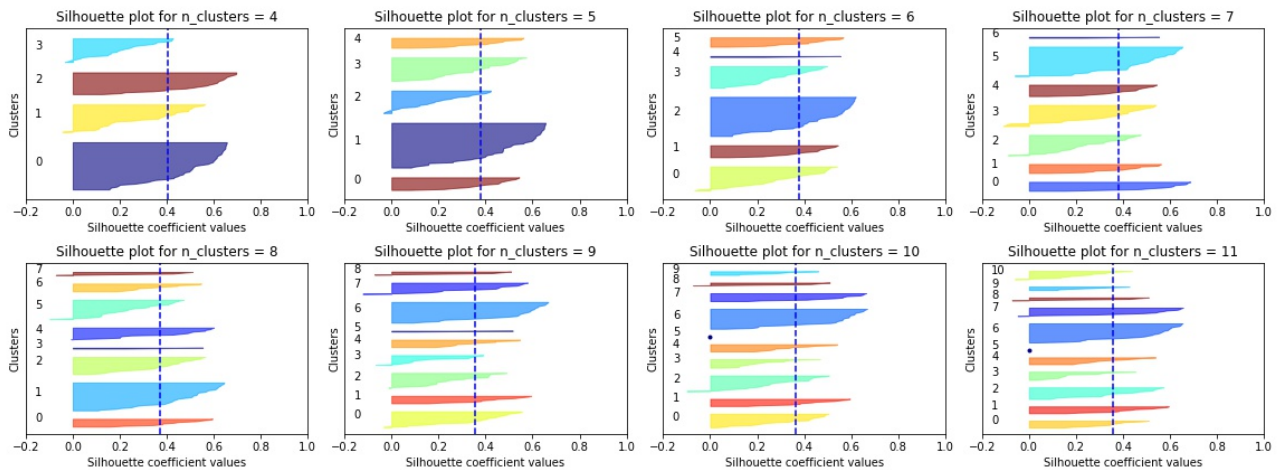 Silhouette plot for n_clusters = 4
3
2
1
0
Clusters
−0.2 0.0 0.2 0.4 0.6 0.8 1.0
Silhouette coefficient values
Silhouette plot for n_clusters = 5
4
3
2
1
0
Clusters
−0.2 0.0 0.2 0.4 0.6 0.8 1.0
Silhouette coefficient values
Silhouette plot for n_clusters = 6
5
4
3
2
1
0
Clusters
−0.2 0.0 0.2 0.4 0.6 0.8 1.0
Silhouette coefficient values
Silhouette plot for n_clusters = 7
6
5
4
3
2
1
0
Clusters
−0.2 0.0 0.2 0.4 0.6 0.8 1.0
Silhouette coefficient values
Silhouette plot for n_clusters = 8
7
6
5
4
3
2
1
0
Clusters
−0.2 0.0 0.2 0.4 0.6 0.8 1.0
Silhouette coefficient values
Silhouette plot for n_clusters = 9
8
7
6
5
4
3
2
1
0
Clusters
−0.2 0.0 0.2 0.4 0.6 0.8 1.0
Silhouette coefficient values
Silhouette plot for n_clusters = 10
9
8
7
6
5
4
3
2
1
0
Clusters
−0.2 0.0 0.2 0.4 0.6 0.8 1.0
Silhouette coefficient values
Silhouette plot for n_clusters = 11
10
9
8
7
6
5
4
3
2
1
0
Clusters
−0.2 0.0 0.2 0.4 0.6 0.8 1.0
Silhouette coefficient values